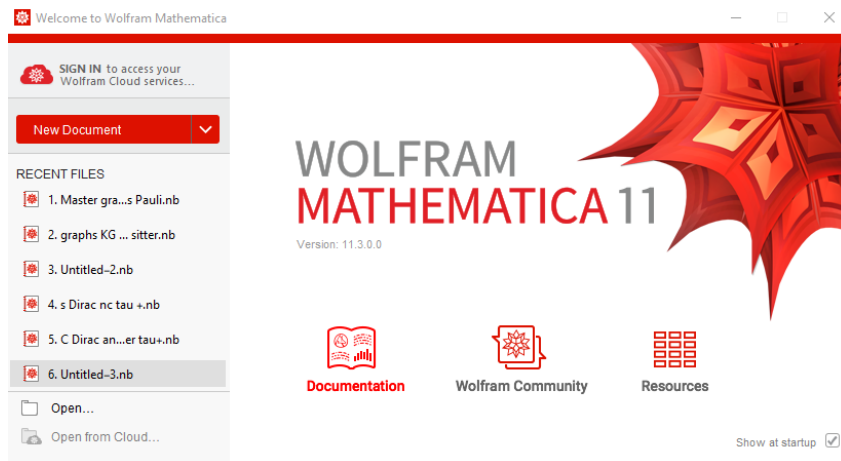 Welcome to Wolfram Mathematica
SIGN IN to access your
Wolfram Cloud services...
New Document
RECENT FILES
1. Master gra...s Pauli.nb
2. graphs KG ... sitter.nb
3. Untitled–2.nb
4. s Dirac nc tau +.nb
5. C Dirac an...er tau+.nb
6. Untitled–3.nb
Open...
Open from Cloud...
WOLFRAM
MATHEMATICA 11
Version: 11.3.0.0
Documentation
Wolfram Community
Resources
Show at startup